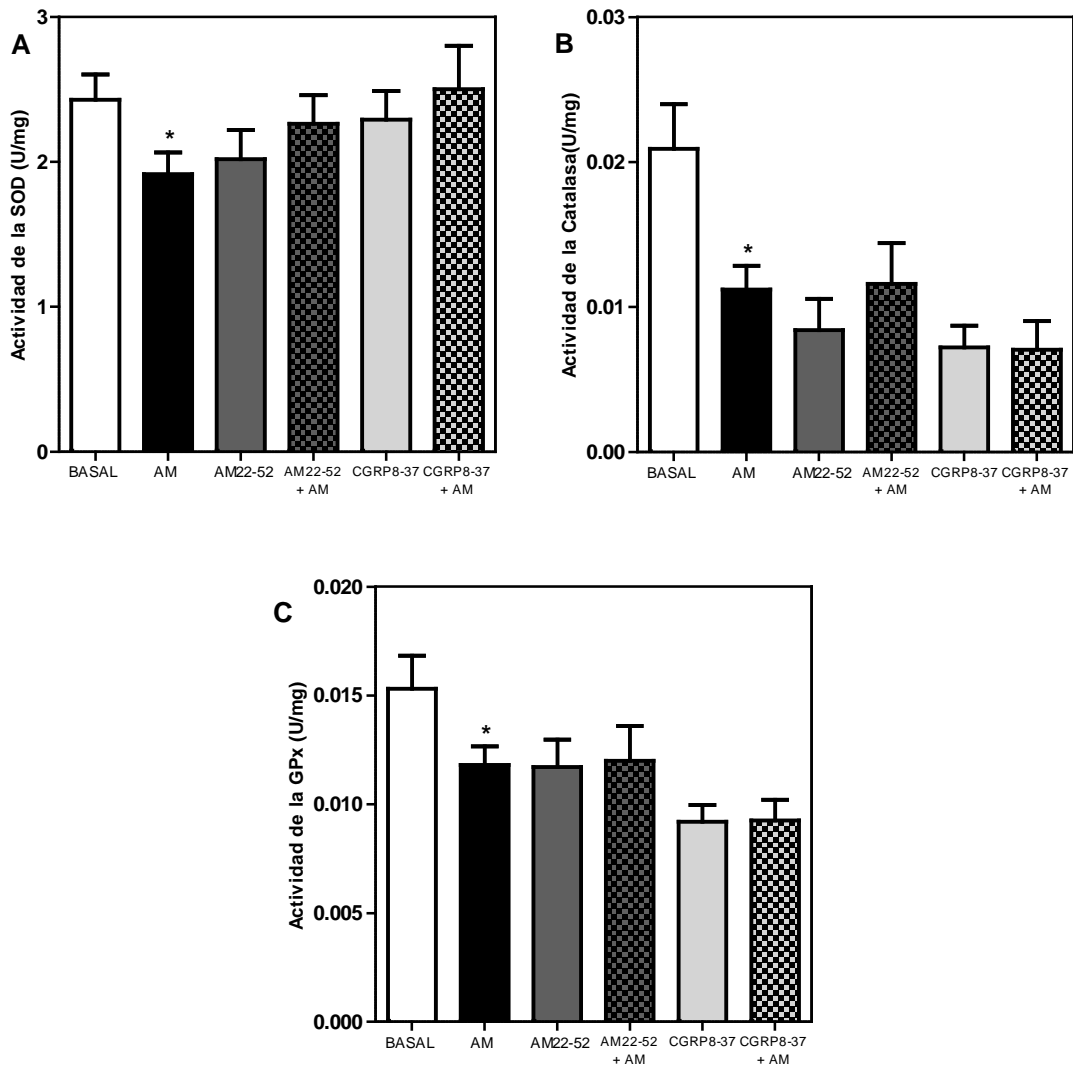 A
Actividad de la SOD (U/mg)
3
2
1
0
*
BASAL
AM
AM22-52
AM22-52
+ AM
CGRP8-37
CGRP8-37
+ AM
B
Actividad de la Catalasa(U/mg)
0.03
0.02
0.01
0.00
*
BASAL
AM
AM22-52
AM22-52
+ AM
CGRP8-37
CGRP8-37
+ AM
C
Actividad de la GPx (U/mg)
0.020
0.015
0.010
0.005
0.000
*
BASAL
AM
AM22-52
AM22-52
+ AM
CGRP8-37
CGRP8-37
+ AM